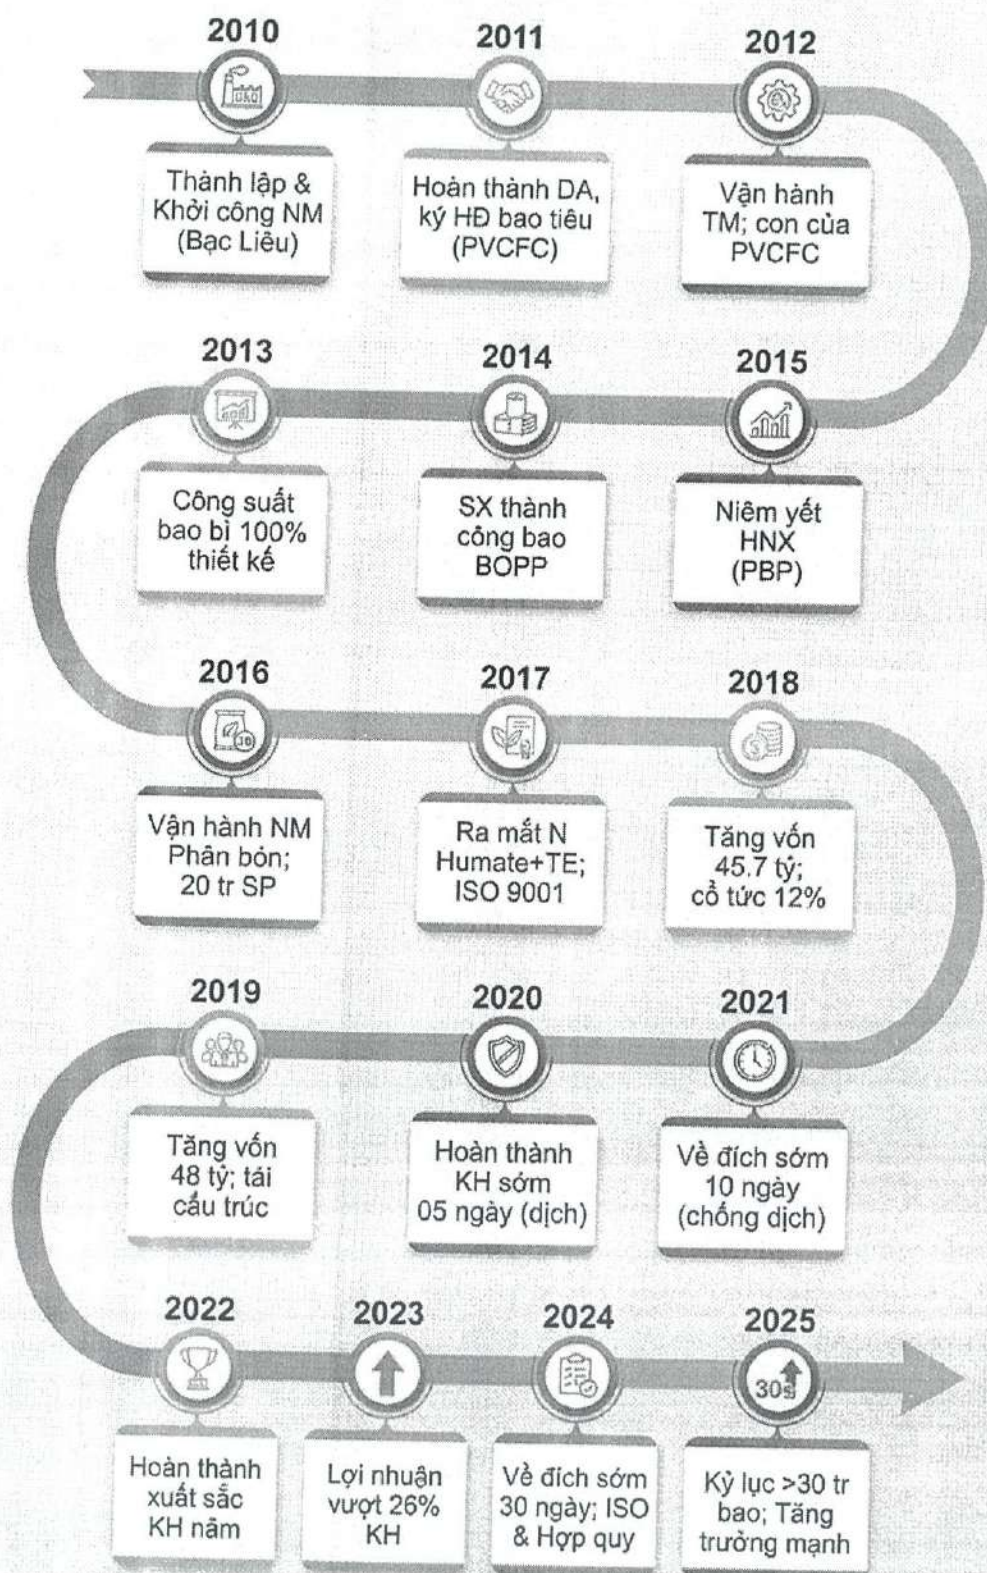 2010
Thành lập &
Khởi công NM
(Bạc Liêu)
2011
Hoàn thành DA,
ký HĐ bao tiêu
(PVCFC)
2012
Vận hành
TM; con của
PVCFC
2013
Công suất
bao bì 100%
thiết kế
2014
SX thành
công bao
BOPP
2015
Niêm yết
HNX
(PBP)
2016
Vận hành NM
Phân bón;
20 tr SP
2017
Ra mắt N
Humate+TE;
ISO 9001
2018
Tăng vốn
45.7 tỷ;
cổ tức 12%
2019
Tăng vốn
48 tỷ; tái
cấu trúc
2020
Hoàn thành
KH sớm
05 ngày (dịch)
2021
Về đích sớm
10 ngày
(chống dịch)
2022
Hoàn thành
xuất sắc
KH năm
2023
Lợi nhuận
vượt 26%
KH
2024
Về đích sớm
30 ngày; ISO
& Hợp quy
2025
Kỷ lục >30 tr
bao; Tăng
trưởng mạnh